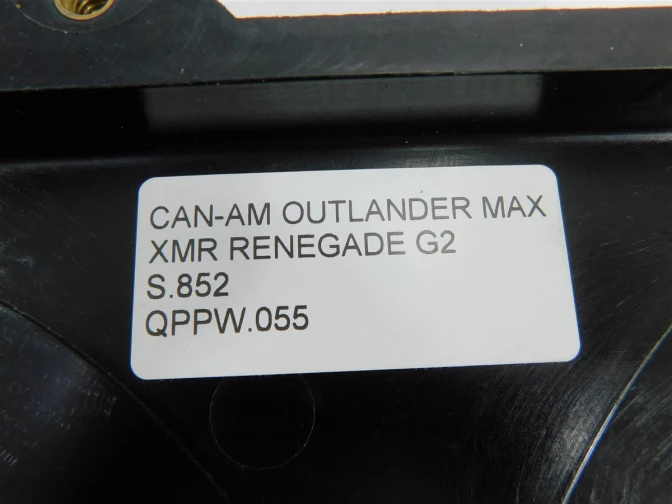 CAN-AM OUTLANDER MAX
XMR RENEGADE G2
S.852
QPPW.055